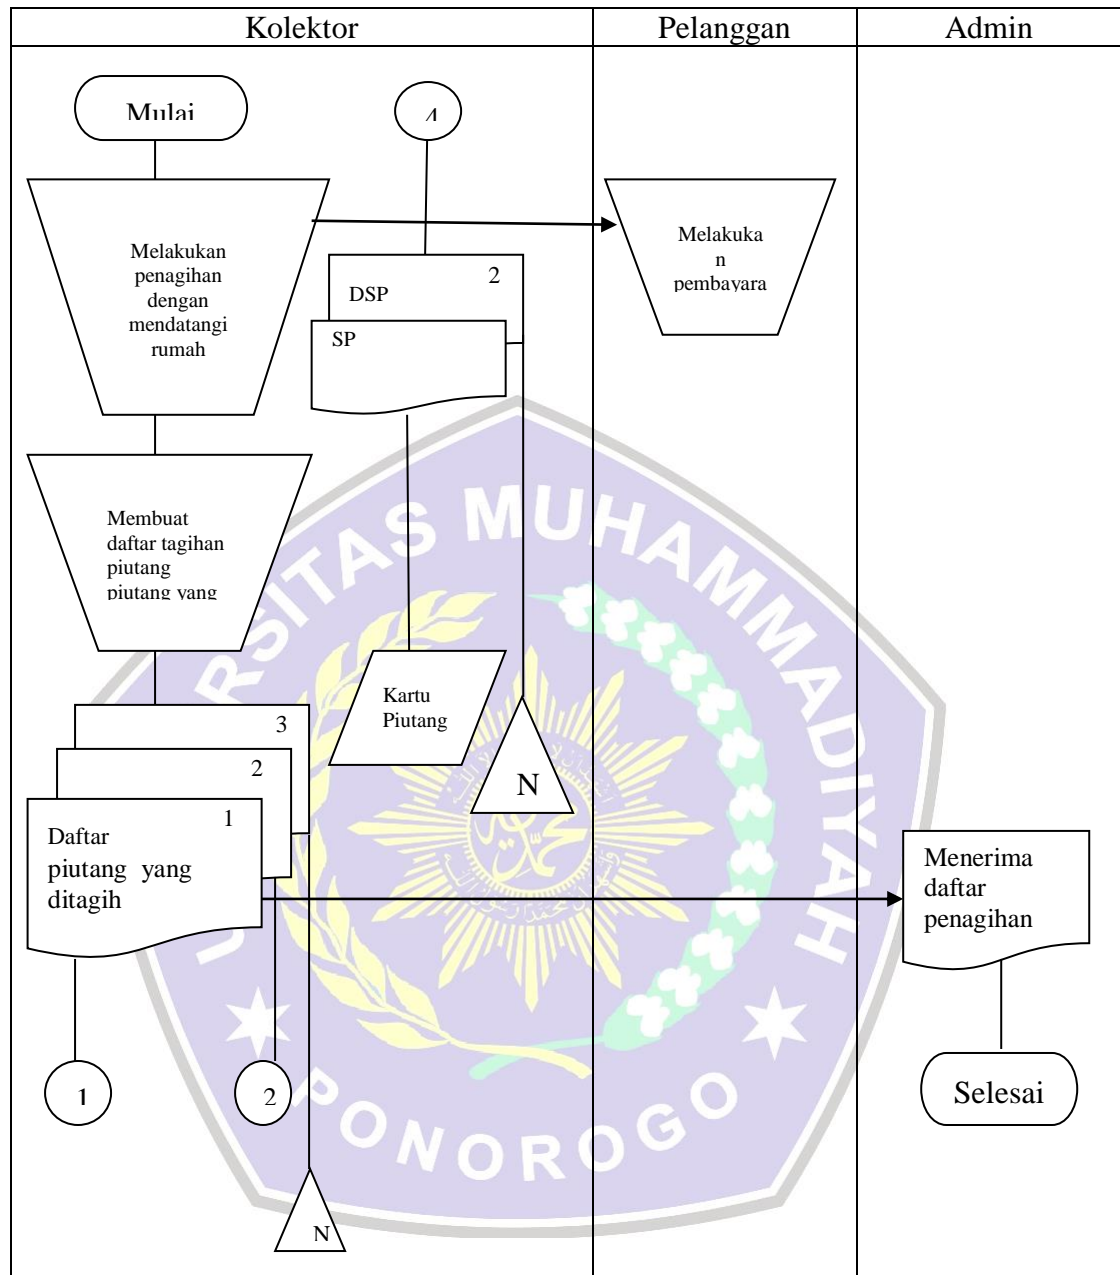 Kolektor
Pelanggan
Admin
Mulai
4
Melakukan
penagihan
dengan
mendatangi
rumah
2
DSP
SP
Melakuka
n
pembayara
Membuat
daftar tagihan
piutang
piutang yang
Kartu
Piutang
N
3
2
1
Daftar
piutang yang
ditagih
Menerima
daftar
penagihan
1
2
N
Selesai
UNIVERSITAS MUHAMMADIYAH
PONOROGO